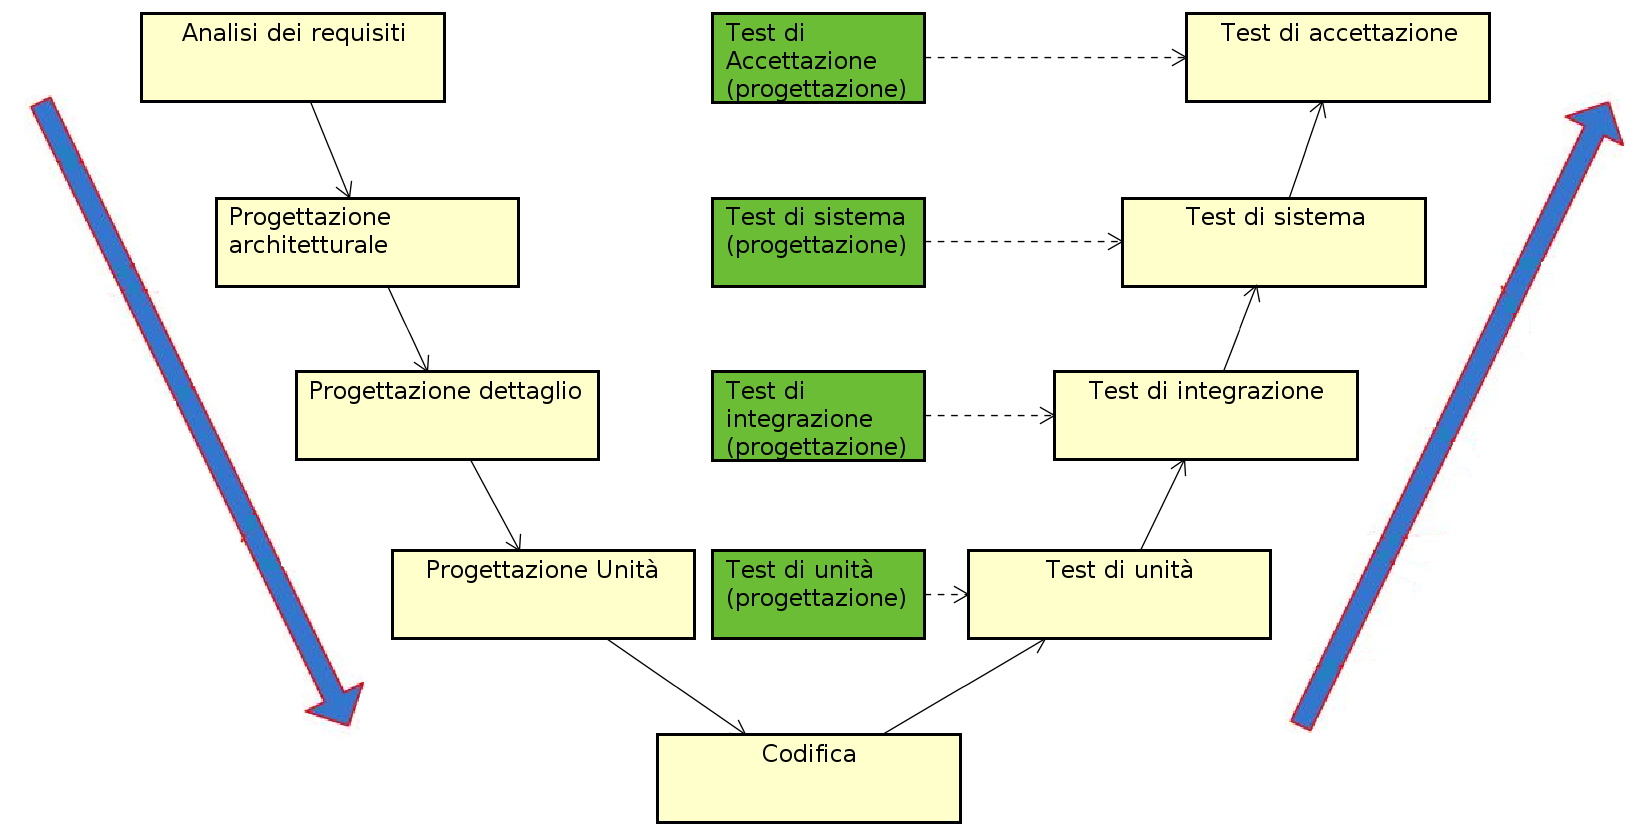 Analisi dei requisiti
Test di
Accettazione
(progettazione)
Test di accettazione
Progettazione
architetturale
Test di sistema
(progettazione)
Test di sistema
Progettazione dettaglio
Test di
integrazione
(progettazione)
Test di integrazione
Progettazione Unità
Test di unità
(progettazione)
Test di unità
Codifica